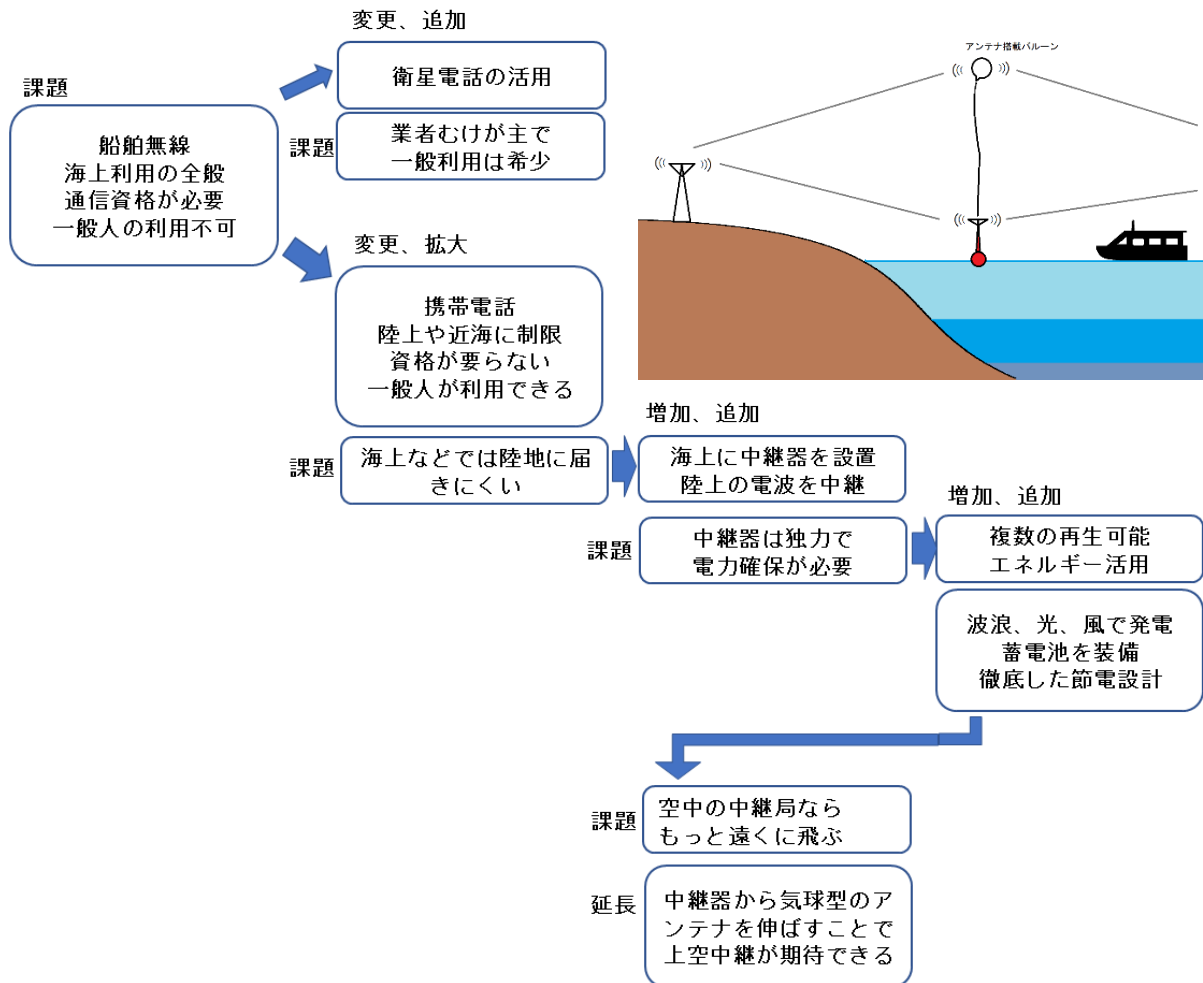 変更、追加
衛星電話の活用
課題
業者むけが主で
一般利用は希少
課題
船舶無線
海上利用の全般
通信資格が必要
一般人の利用不可
アンテナ搭載バルーン
変更、拡大
携帯電話
陸上や近海に制限
資格が要らない
一般人が利用できる
課題
海上などでは陸地に届
きにくい
増加、追加
海上に中継器を設置
陸上の電波を中継
課題
中継器は独力で
電力確保が必要
増加、追加
複数の再生可能
エネルギー活用
波浪、光、風で発電
蓄電池を装備
徹底した節電設計
課題
空中の中継局なら
もっと遠くに飛ぶ
延長
中継器から気球型のア
ンテナを伸ばすことで
上空中継が期待できる